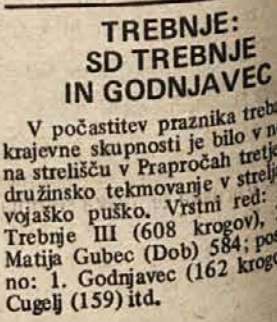 TREBNJE:
SD TREBNJE
IN GODNJAVEC
V počastitev praznika treb
krajevne skupnosti je bilo v n
na strelišču v Prapročah tretje
družinsko tekmovanje v strelj
vojaško puško. Vrstni red:
Trebnje III (608 krogov),
Matija Gubec (Dob) 584; po
no: 1. Godnjavec (162 krogo
Cugelj (159) itd.